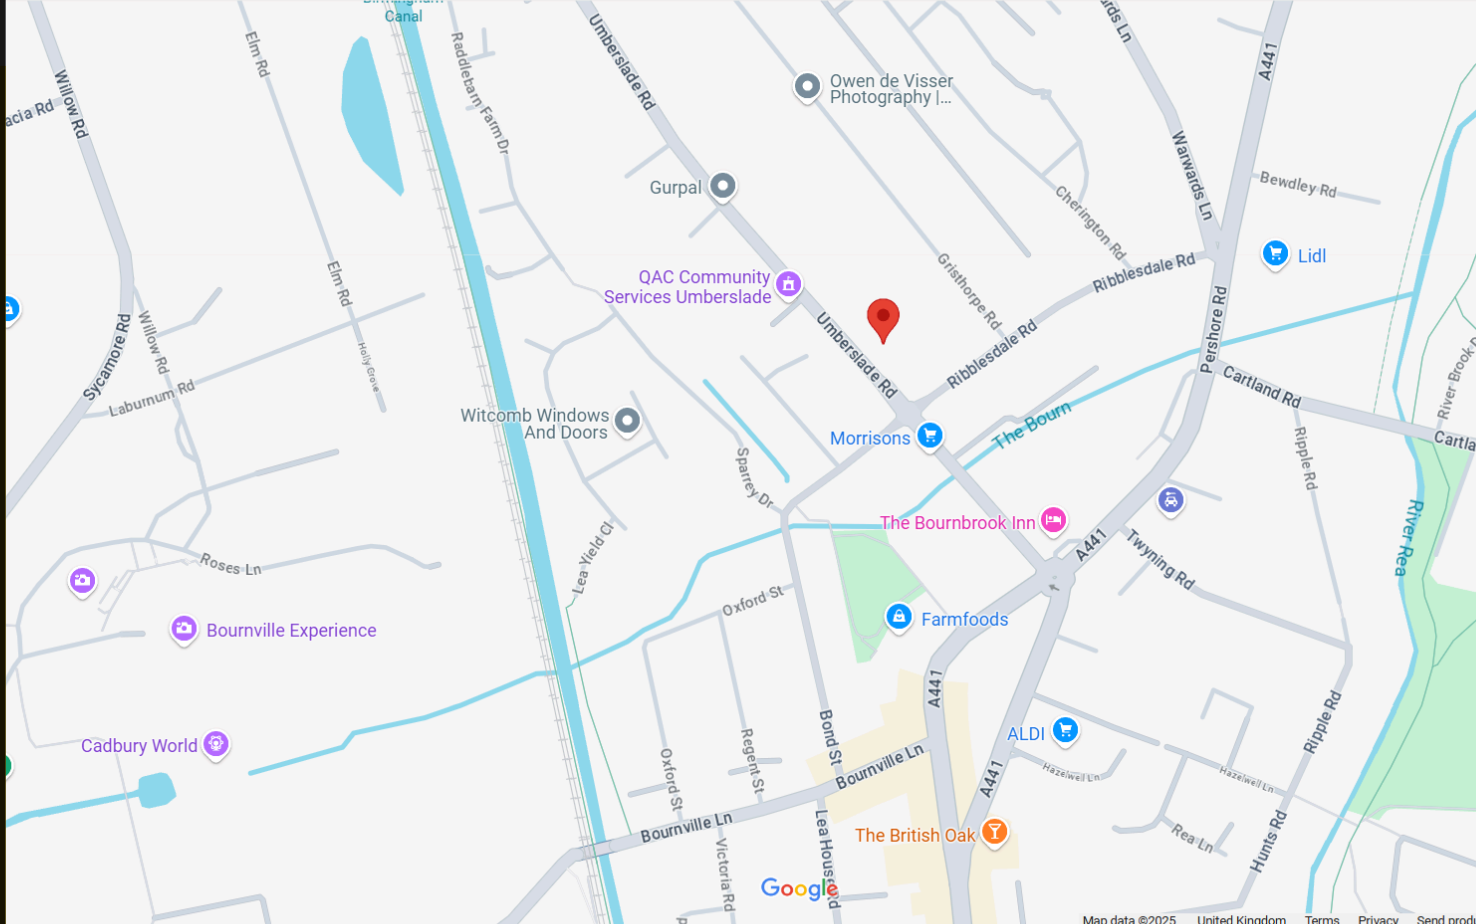 Birmingham
Canal
Willow Rd
acia Rd
Elm Rd
Raddlebarn Farm Dr
Umberslade Rd
Owen de Visser
Photography |...
A441
Warwards Ln
Bewdley Rd
Gurpal
Cherington Rd
QAC Community
Services Umberslade
Gristhorpe Rd
Ribblesdale Rd
Lidl
Elm Rd
Willow Rd
Sycamore Rd
Holly Grove
Laburnum Rd
Umberslade Rd
Ribblesdale Rd
Pershore Rd
Cartland Rd
River Brook
Witcomb Windows
And Doors
Morrisons
The Bourn
Cartla
Sparrey Dr
Ripple Rd
The Bournbrook Inn
A441
Twyning Rd
River Rea
Roses Ln
Lea Yield Cl
Oxford St
Farmfoods
Bournville Experience
A441
Cadbury World
Oxford St
Regent St
Bond St
Bournville Ln
ALDI
A441
Hazelwell Ln
Hazelwell Ln
Ripple Rd
Bournville Ln
Victoria Rd
Lea House Rd
The British Oak
Rea Ln
Hunts Rd
Google
Map data ©2025 United Kingdom Terms Privacy Send produ